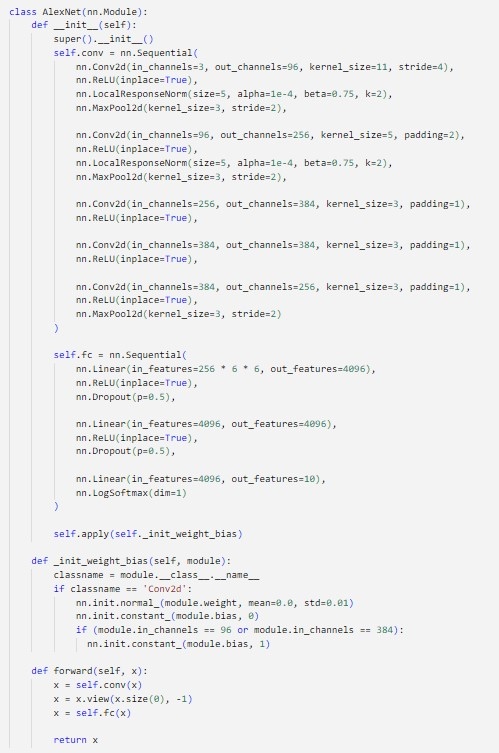 class AlexNet(nn.Module):
    def __init__(self):
        super().__init__()
        self.conv = nn.Sequential(
            nn.Conv2d(in_channels=3, out_channels=96, kernel_size=11, stride=4),
            nn.ReLU(inplace=True),
            nn.LocalResponseNorm(size=5, alpha=1e-4, beta=0.75, k=2),
            nn.MaxPool2d(kernel_size=3, stride=2),

            nn.Conv2d(in_channels=96, out_channels=256, kernel_size=5, padding=2),
            nn.ReLU(inplace=True),
            nn.LocalResponseNorm(size=5, alpha=1e-4, beta=0.75, k=2),
            nn.MaxPool2d(kernel_size=3, stride=2),

            nn.Conv2d(in_channels=256, out_channels=384, kernel_size=3, padding=1),
            nn.ReLU(inplace=True),

            nn.Conv2d(in_channels=384, out_channels=384, kernel_size=3, padding=1),
            nn.ReLU(inplace=True),

            nn.Conv2d(in_channels=384, out_channels=256, kernel_size=3, padding=1),
            nn.ReLU(inplace=True),
            nn.MaxPool2d(kernel_size=3, stride=2)
        )

        self.fc = nn.Sequential(
            nn.Linear(in_features=256 * 6 * 6, out_features=4096),
            nn.ReLU(inplace=True),
            nn.Dropout(p=0.5),

            nn.Linear(in_features=4096, out_features=4096),
            nn.ReLU(inplace=True),
            nn.Dropout(p=0.5),

            nn.Linear(in_features=4096, out_features=10),
            nn.LogSoftmax(dim=1)
        )

        self.apply(self._init_weight_bias)

    def _init_weight_bias(self, module):
        classname = module.__class__.__name__
        if classname == 'Conv2d':
            nn.init.normal_(module.weight, mean=0.0, std=0.01)
            nn.init.constant_(module.bias, 0)
            if (module.in_channels == 96 or module.in_channels == 384):
              nn.init.constant_(module.bias, 1)

    def forward(self, x):
        x = self.conv(x)
        x = x.view(x.size(0), -1)
        x = self.fc(x)

        return x